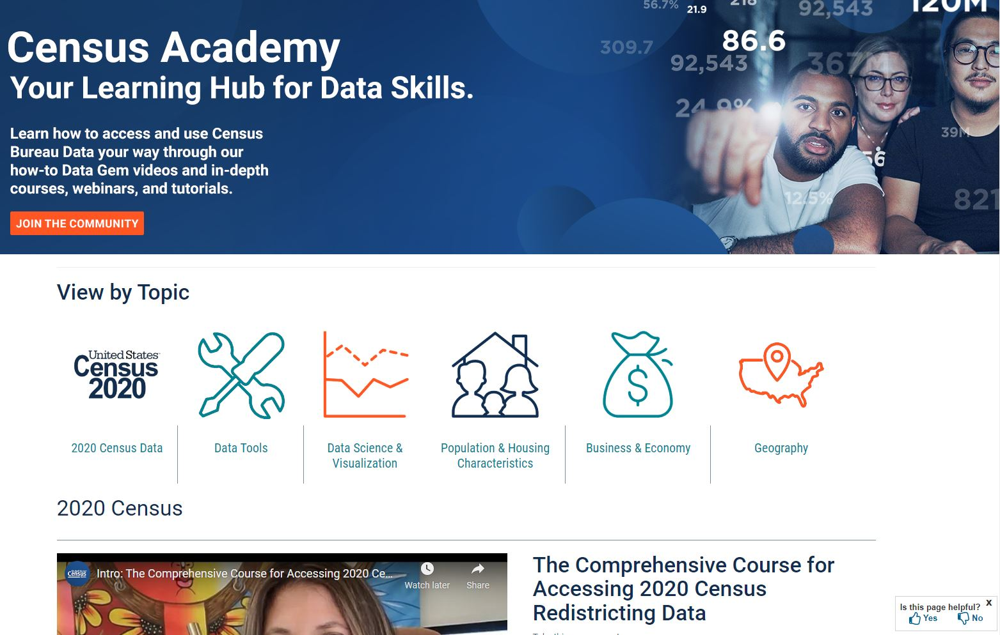 56.7%
21.9
218
92,543
120M
309.7
86.6
92,543
367
24.9%
39M
56
12.5%
821
Census Academy
Your Learning Hub for Data Skills.
Learn how to access and use Census
Bureau Data your way through our
how-to Data Gem videos and in-depth
courses, webinars, and tutorials.
JOIN THE COMMUNITY
View by Topic
United States
Census
2020
2020 Census Data
Data Tools
Data Science &
Visualization
Population & Housing
Characteristics
$
Business & Economy
Geography
2020 Census
United States
Census
Intro: The Comprehensive Course for Accessing 2020 Ce...
Watch later
Share
The Comprehensive Course for
Accessing 2020 Census
Redistricting Data
Is this page helpful?
X
Yes
No